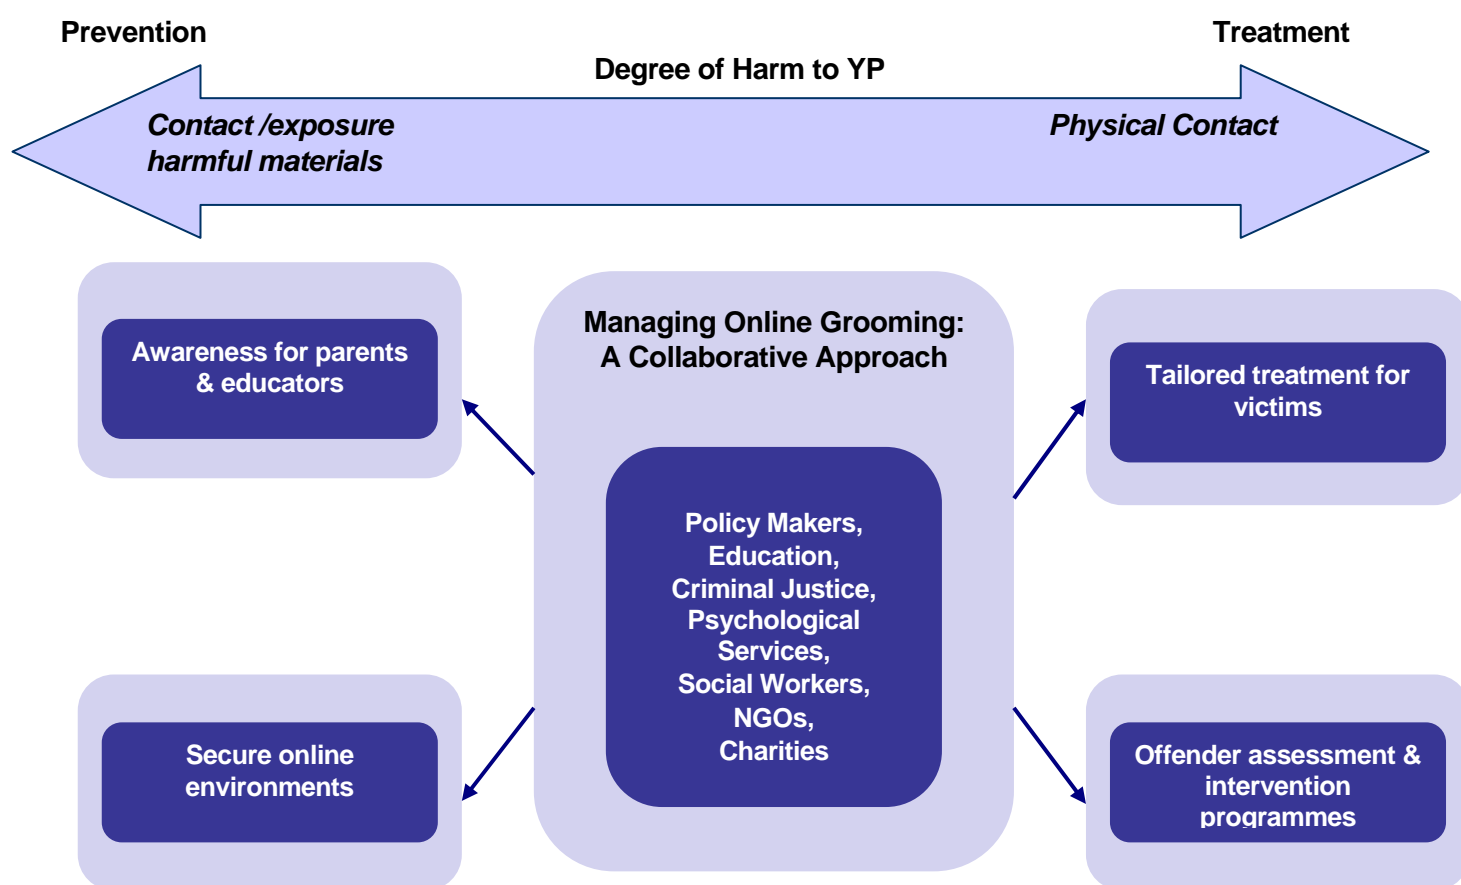 Prevention
Treatment
Degree of Harm to YP
Contact /exposure
harmful materials
Physical Contact
Managing Online Grooming:
A Collaborative Approach
Awareness for parents
& educators
Tailored treatment for
victims
Policy Makers,
Education,
Criminal Justice,
Psychological
Services,
Social Workers,
NGOs,
Charities
Secure online
environments
Offender assessment &
intervention
programmes